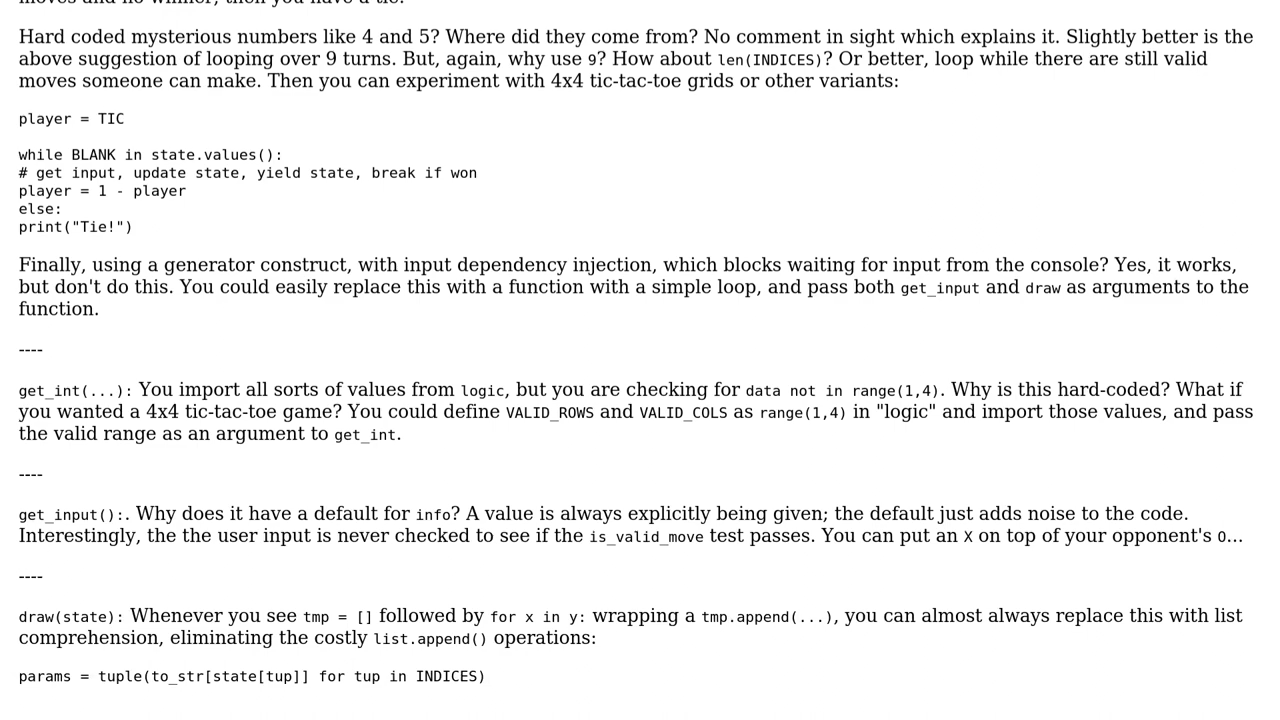 moves and no winner, then you have a tie.
Hard coded mysterious numbers like 4 and 5? Where did they come from? No comment in sight which explains it. Slightly better is the
above suggestion of looping over 9 turns. But, again, why use 9? How about len(INDICES)? Or better, loop while there are still valid
moves someone can make. Then you can experiment with 4x4 tic-tac-toe grids or other variants:
player = TIC
while BLANK in state.values():
# get input, update state, yield state, break if won
player = 1 - player
else:
print("Tie!")
Finally, using a generator construct, with input dependency injection, which blocks waiting for input from the console? Yes, it works,
but don't do this. You could easily replace this with a function with a simple loop, and pass both get_input and draw as arguments to the
function.
----
get_int(...): You import all sorts of values from logic, but you are checking for data not in range(1,4). Why is this hard-coded? What if
you wanted a 4x4 tic-tac-toe game? You could define VALID_ROWS and VALID_COLS as range(1,4) in "logic" and import those values, and pass
the valid range as an argument to get_int.
----
get_input():. Why does it have a default for info? A value is always explicitly being given; the default just adds noise to the code.
Interestingly, the the user input is never checked to see if the is_valid_move test passes. You can put an X on top of your opponent's O...
----
draw(state): Whenever you see tmp = [] followed by for x in y: wrapping a tmp.append(...), you can almost always replace this with list
comprehension, eliminating the costly list.append() operations:
params = tuple(to_str[state[tup]] for tup in INDICES)